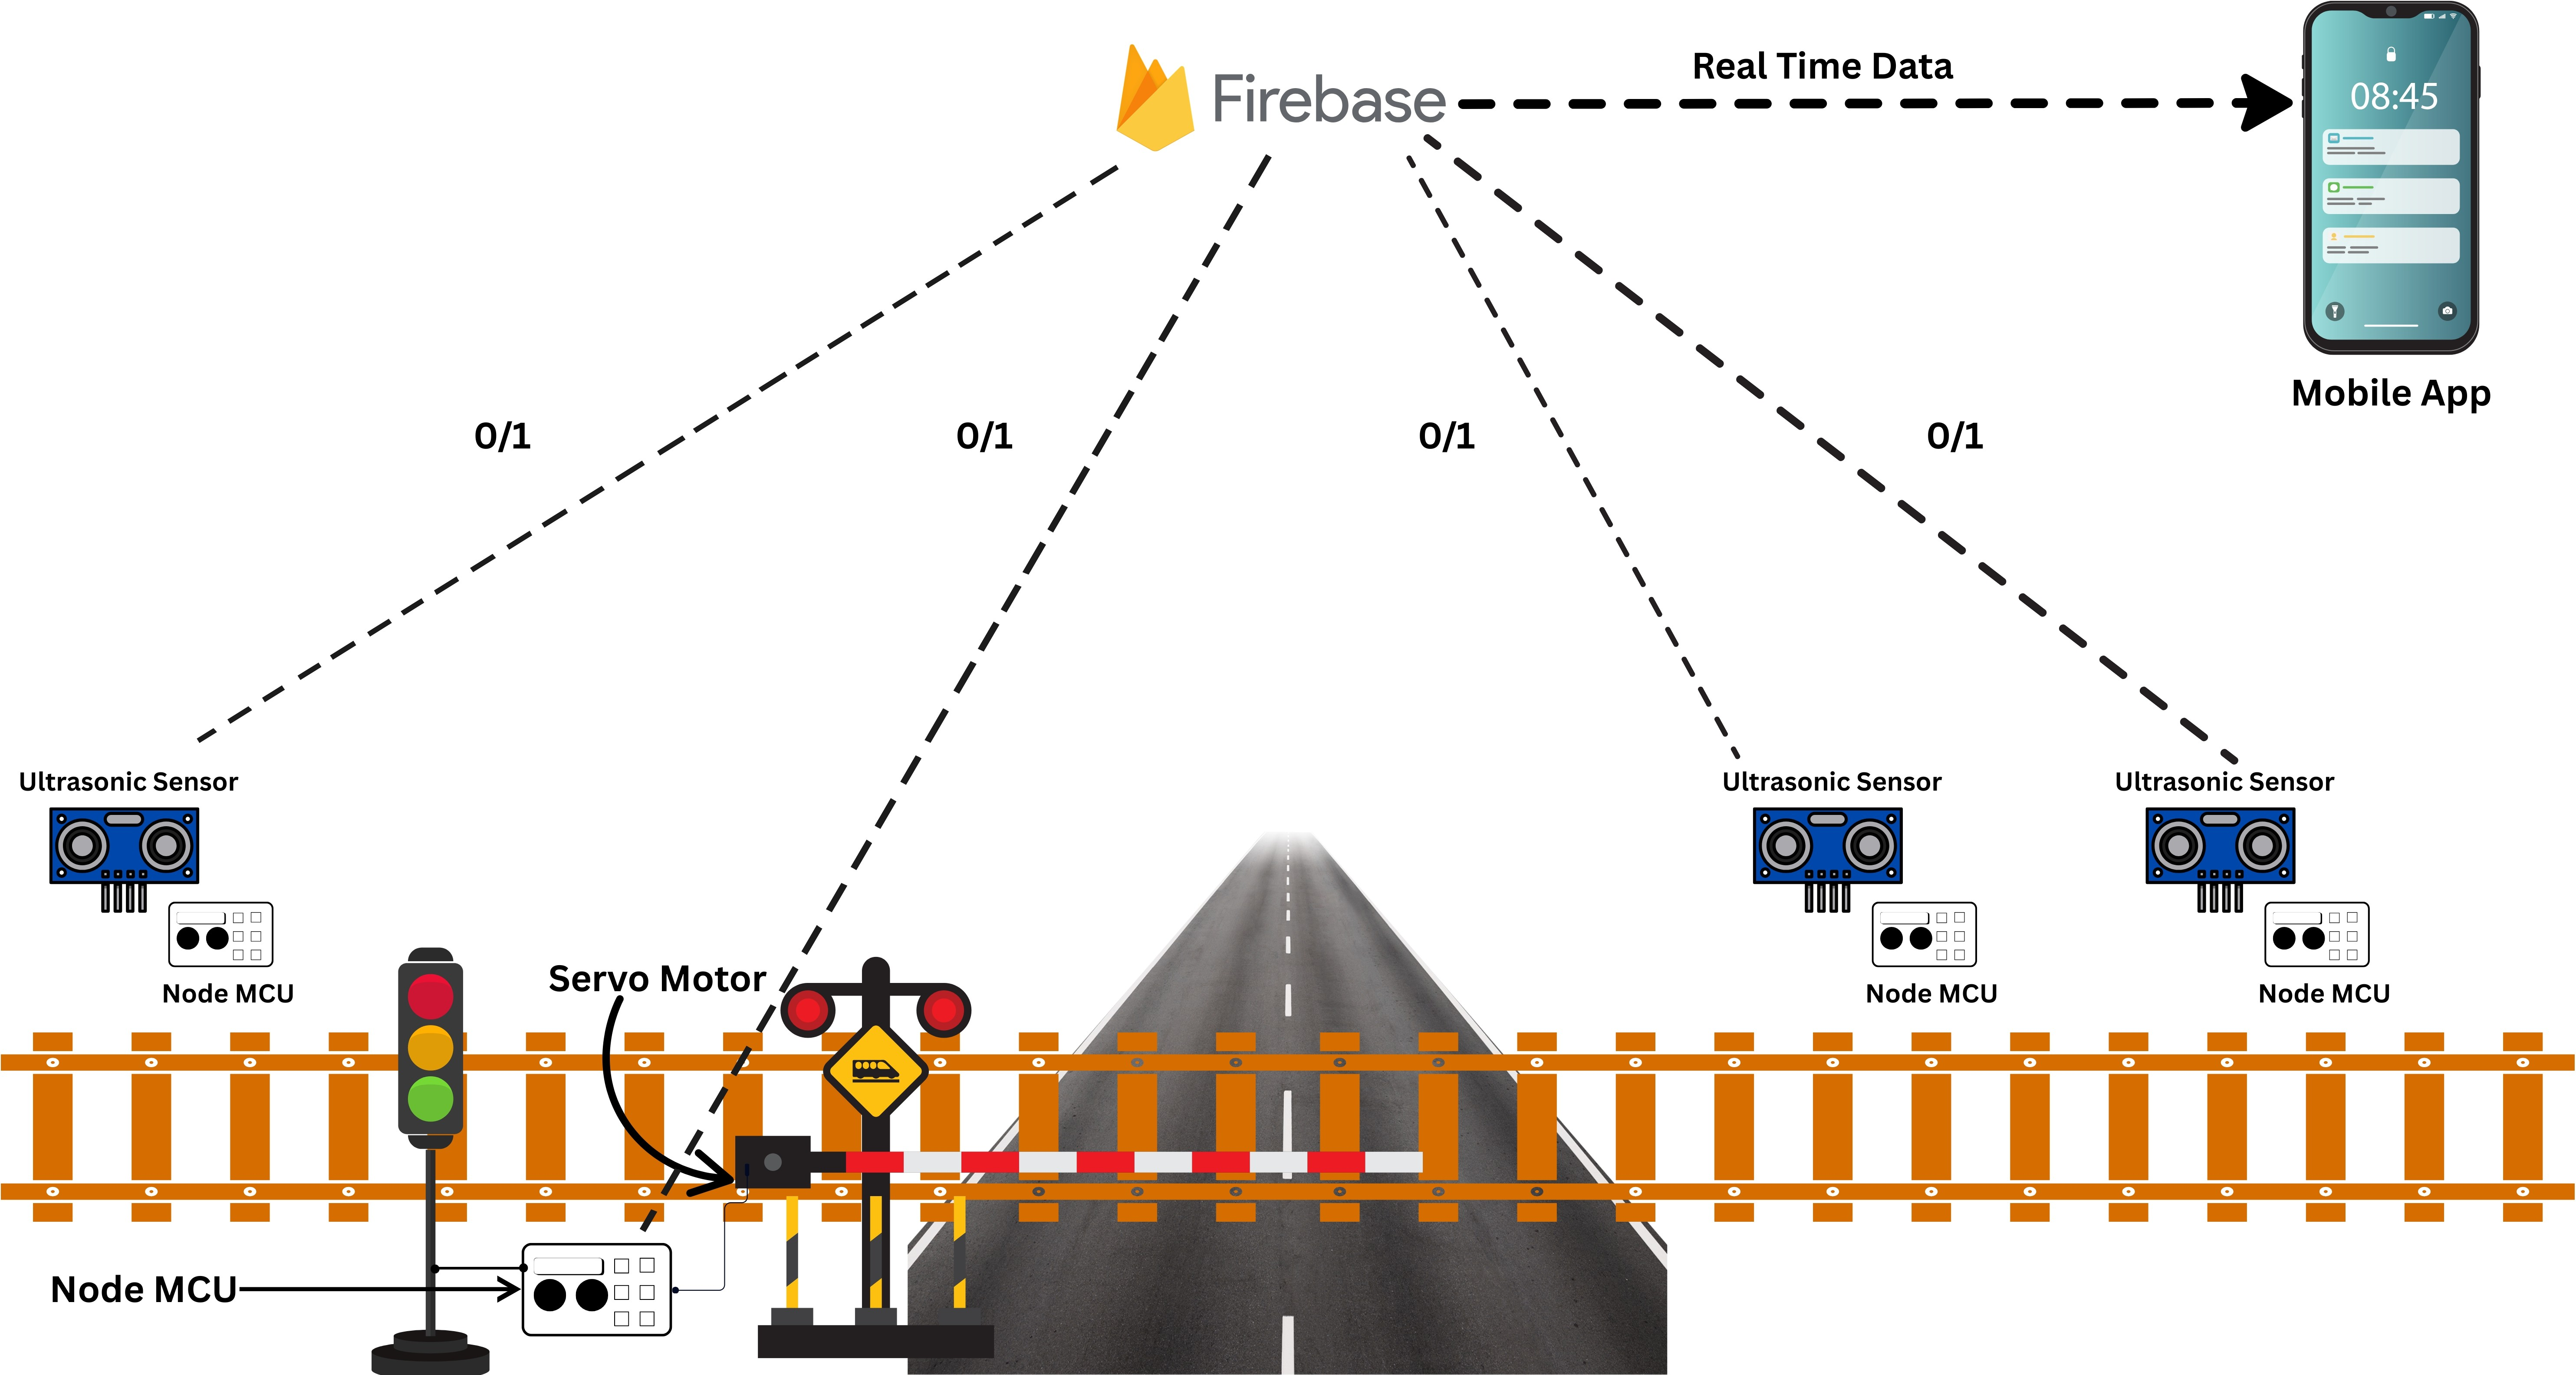 Firebase
Real Time Data
08:45
Mobile App
0/1
0/1
0/1
0/1
Ultrasonic Sensor
Ultrasonic Sensor
Ultrasonic Sensor
Servo Motor
Node MCU
Node MCU
Node MCU
Node MCU